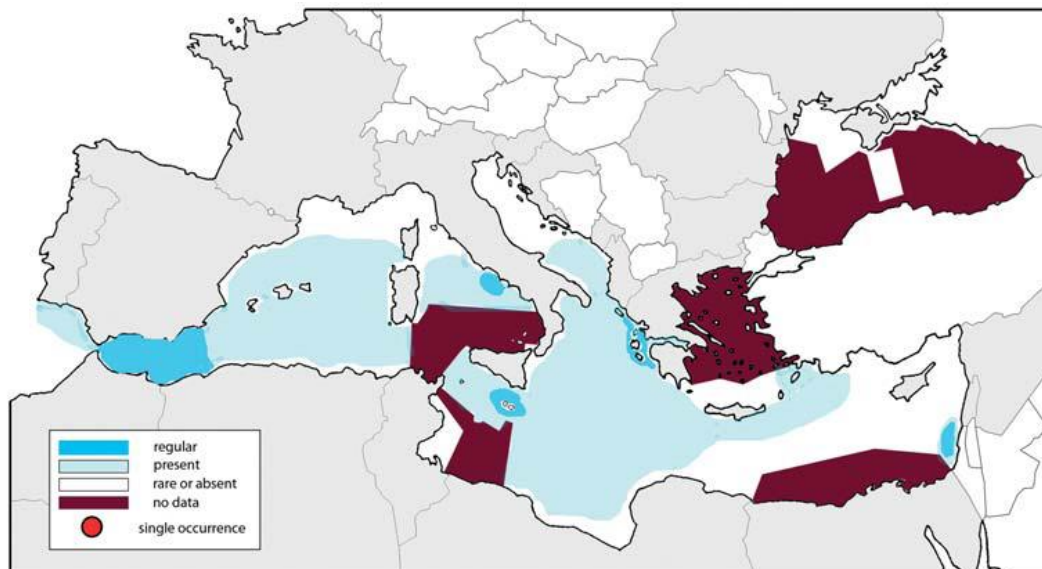 regular
present
rare or absent
no data
single occurrence